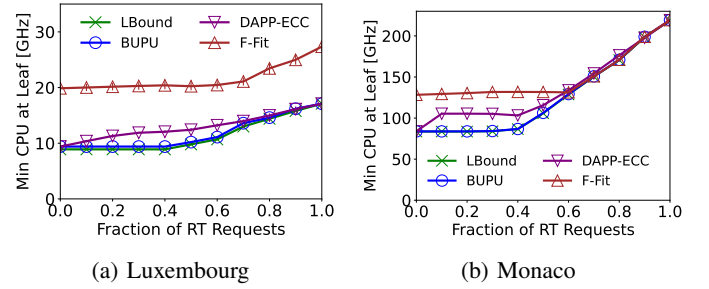 Min CPU at Leaf [GHz]
30
20
10
0
LBound
BUPU
DAPP-ECC
F-Fit
0.0 0.2 0.4 0.6 0.8 1.0
Fraction of RT Requests
(a) Luxembourg
Min CPU at Leaf [GHz]
200
150
100
50
0
LBound
BUPU
DAPP-ECC
F-Fit
0.0 0.2 0.4 0.6 0.8 1.0
Fraction of RT Requests
(b) Monaco